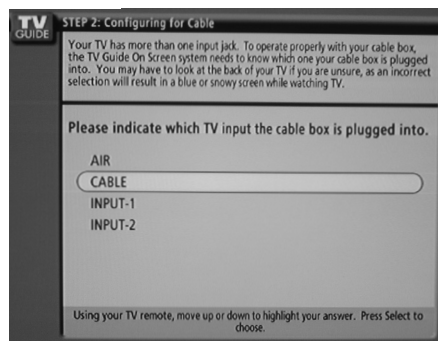 TV
GUIDE
STEP 2: Configuring for Cable
Your TV has more than one input jack. To operate properly with your cable box,
the TV Guide On Screen system needs to know which one your cable box is plugged
into. You may have to look at the back of your TV if you are unsure, as an incorrect
selection will result in a blue or snowy screen while watching TV.
Please indicate which TV input the cable box is plugged into.
AIR
CABLE
INPUT-1
INPUT-2
Using your TV remote, move up or down to highlight your answer. Press Select to
choose.